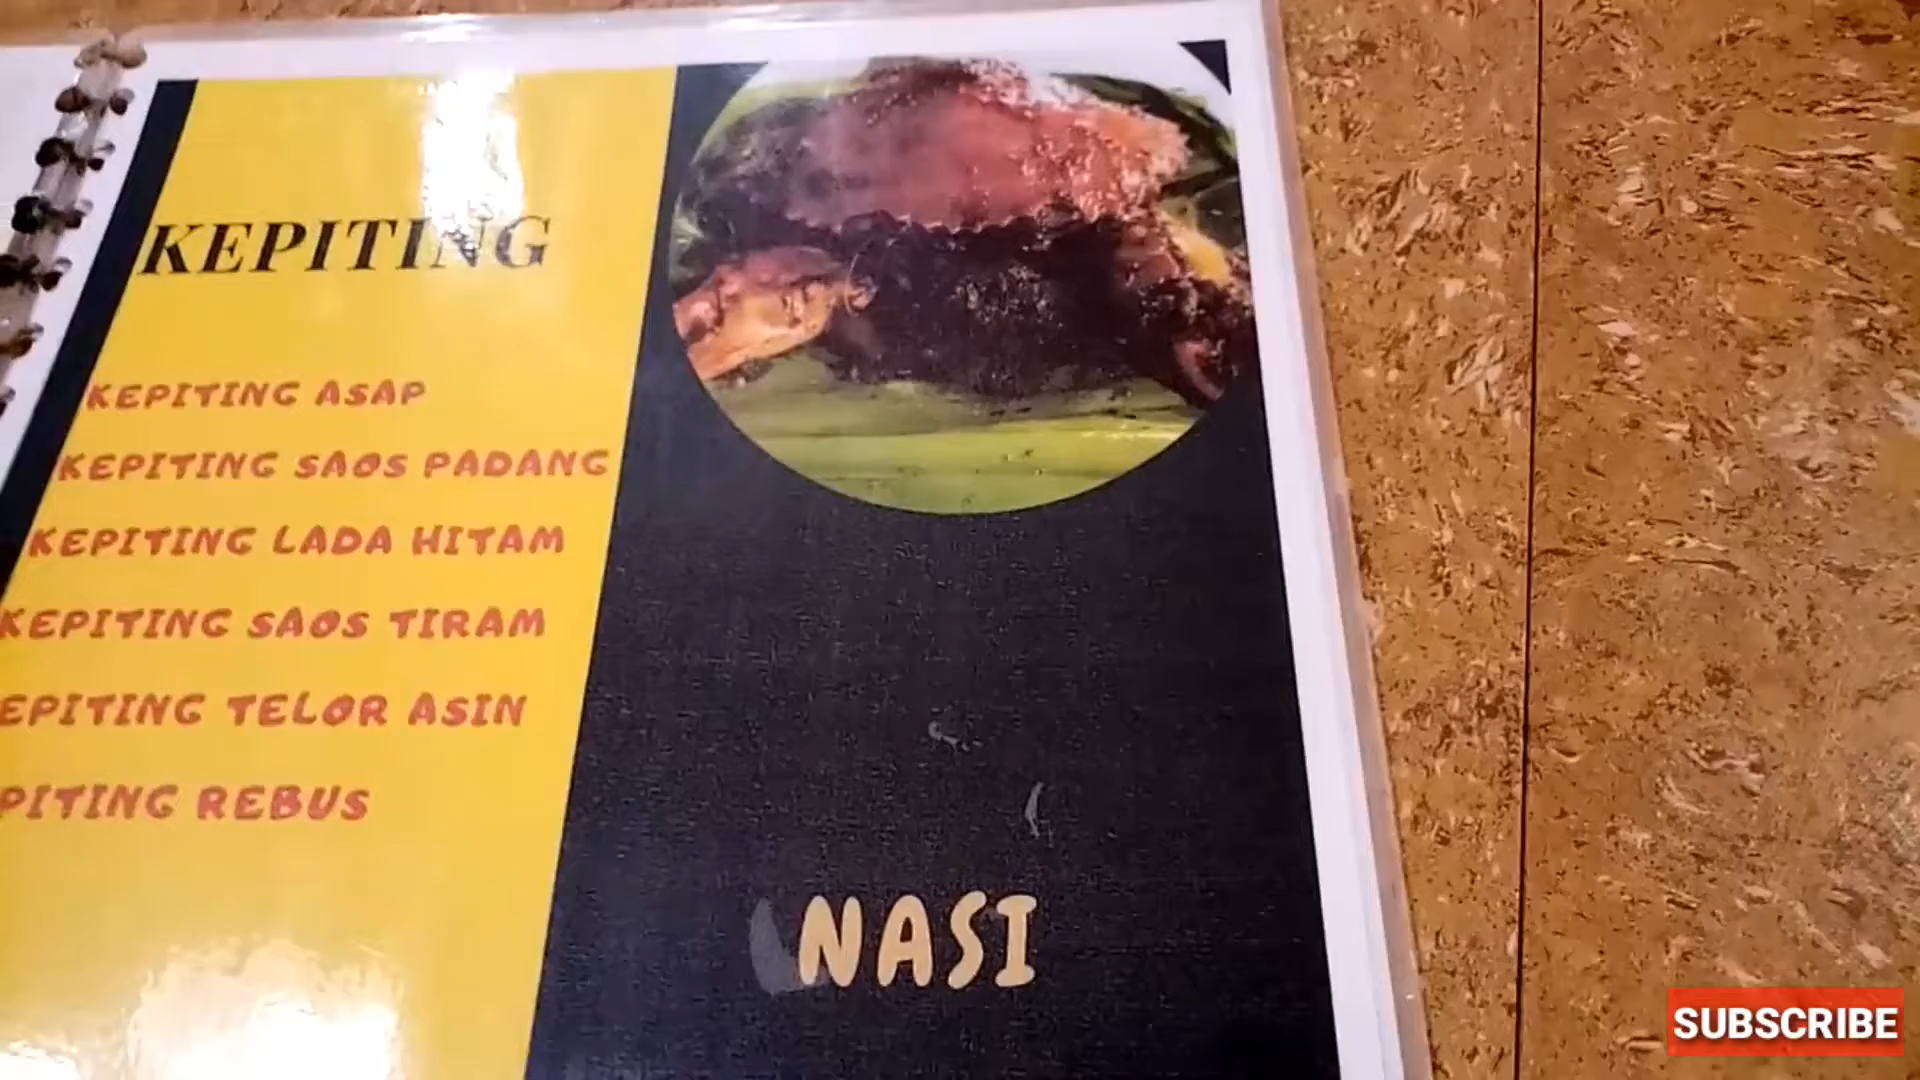 KEPITING
KEPITING ASAP
KEPITING SAOS PADANG
KEPITING LADA HITAM
KEPITING SAOS TIRAM
EPITING TELOR ASIN
PITING REBUS
NASI
SUBSCRIBE